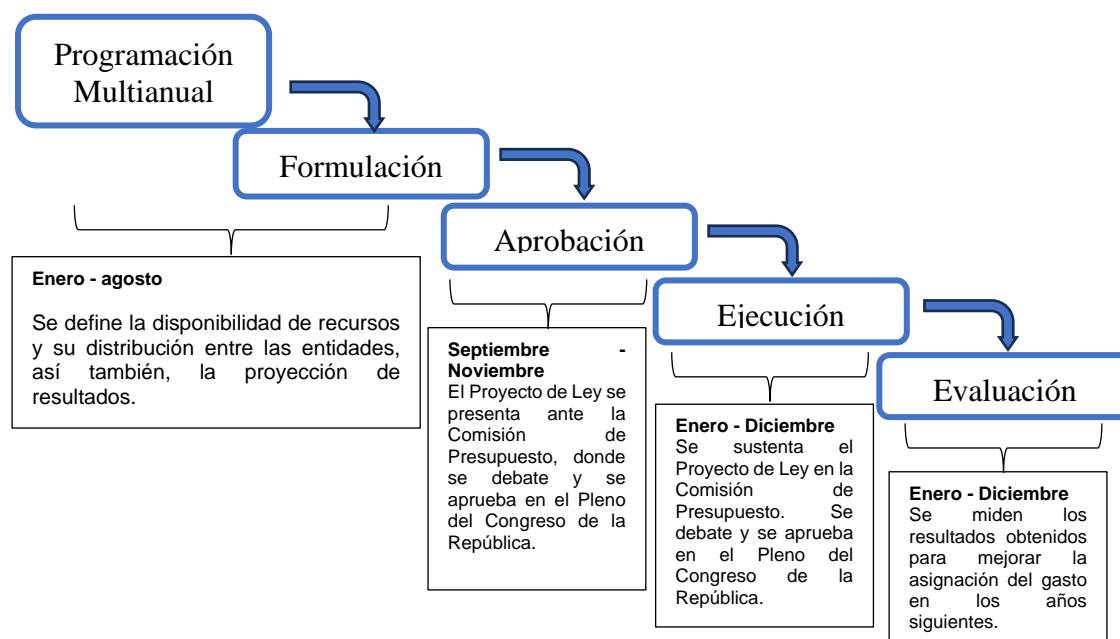 Programación
Multianual
Formulación
Aprobación
Ejecución
Evaluación
Enero - agosto
Se define la disponibilidad de recursos
y su distribución entre las entidades,
así también, la proyección de
resultados.
Septiembre -
Noviembre
El Proyecto de Ley se
presenta ante la
Comisión de
Presupuesto, donde
se debate y se
aprueba en el Pleno
del Congreso de la
República.
Enero - Diciembre
Se sustenta el
Proyecto de Ley en la
Comisión de
Presupuesto. Se
debate y se aprueba
en el Pleno del
Congreso de la
República.
Enero - Diciembre
Se miden los
resultados obtenidos
para mejorar la
asignación del gasto
en los años
siguientes.